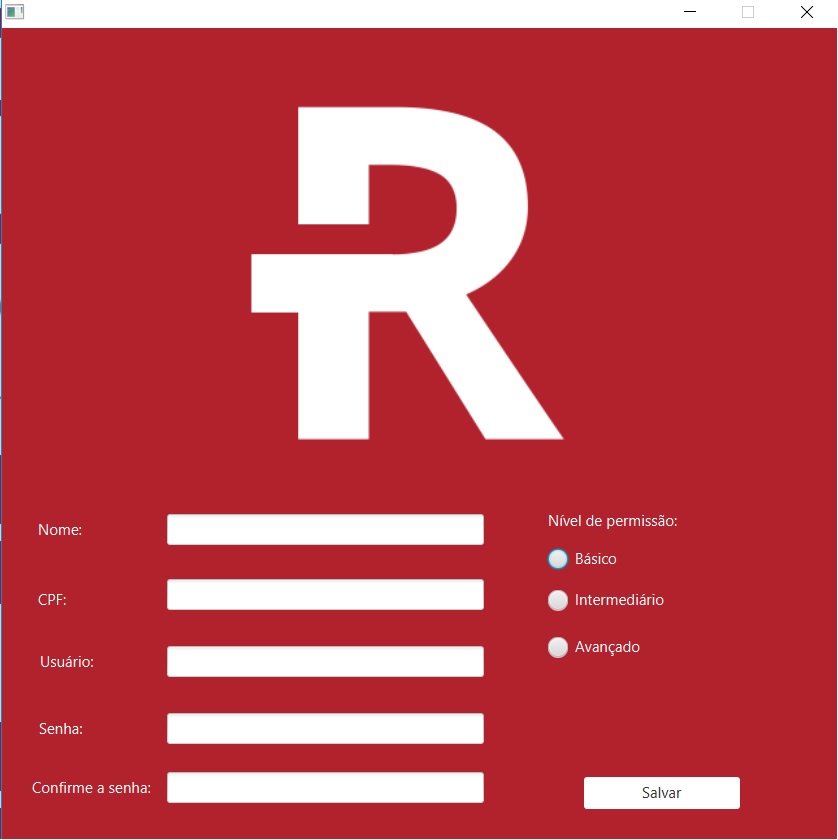 R
Nome:
CPF:
Usuário:
Senha:
Confirme a senha:
Nível de permissão:
Básico
Intermediário
Avançado
Salvar